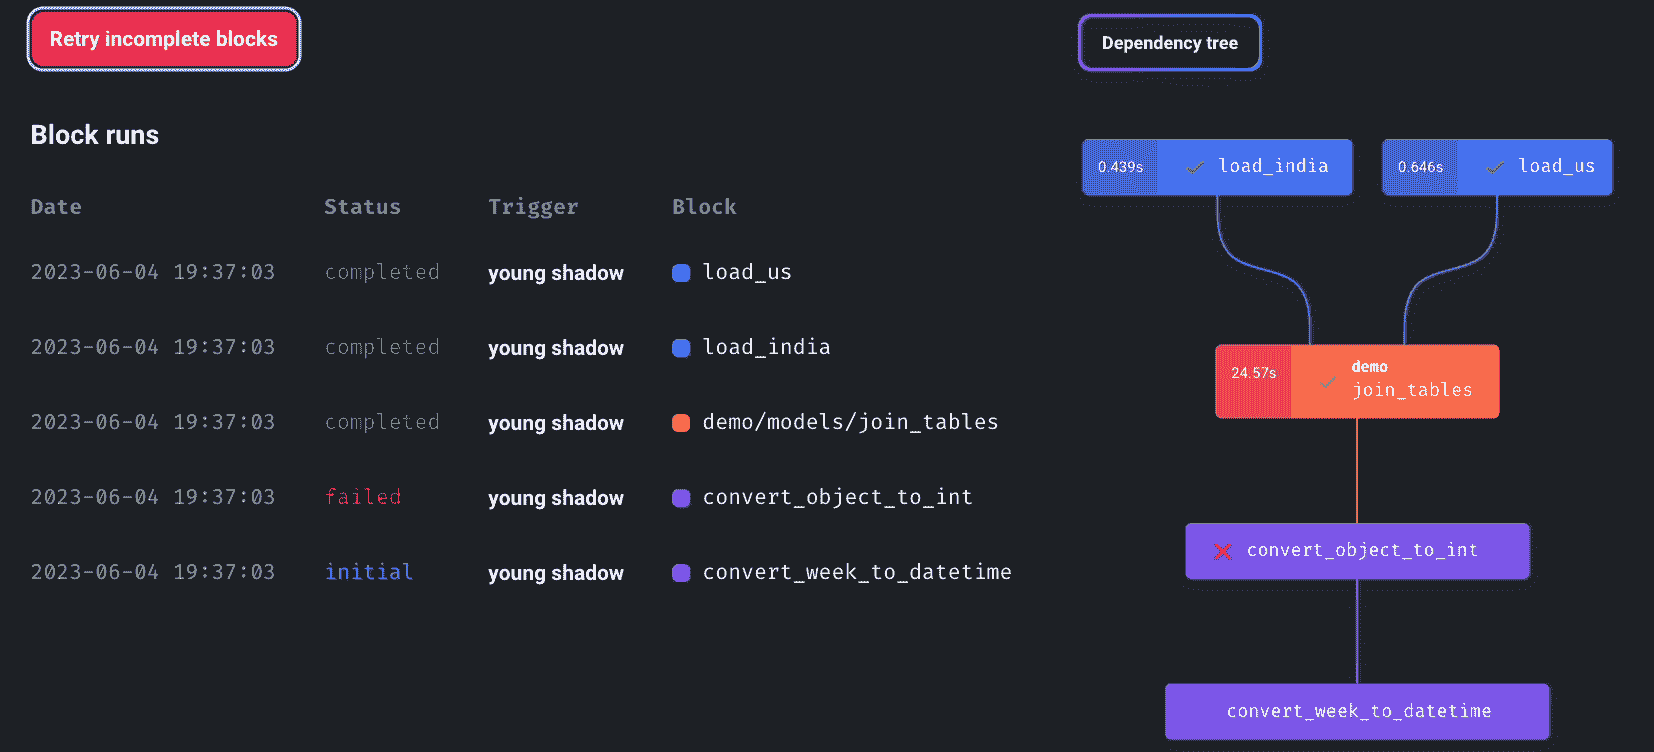 Retry incomplete blocks
Block runs
Date Status Trigger Block
2023-06-04 19:37:03 completed young shadow load_us
2023-06-04 19:37:03 completed young shadow load_india
2023-06-04 19:37:03 completed young shadow demo/models/join_tables
2023-06-04 19:37:03 failed young shadow convert_object_to_int
2023-06-04 19:37:03 initial young shadow convert_week_to_datetime
Dependency tree
0.439s load_india
0.646s load_us
24.57s demo
join_tables
convert_object_to_int
convert_week_to_datetime